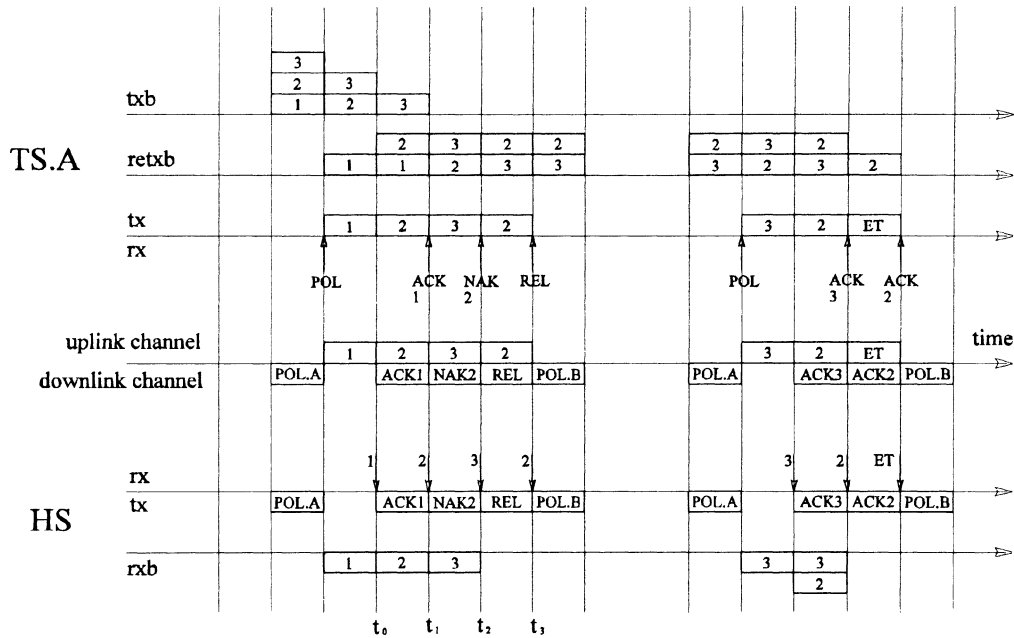 3
2 3
txb 1 2 3
2 3 2 2 2 3 2
TS.A retxb 1 1 2 3 3 3 2 3 2
tx 1 2 3 2 3 2 ET
rx
POL ACK 1 NAK 2 REL POL ACK 3 ACK 2
uplink channel 1 2 3 2 3 2 ET time
downlink channel POL.A ACK1 NAK2 REL POL.B POL.A ACK3 ACK2 POL.B
1 2 3 2 3 2 ET
rx
tx POL.A ACK1 NAK2 REL POL.B POL.A ACK3 ACK2 POL.B
HS
rxb 1 2 3 3 3
2
t₀ t₁ t₂ t₃